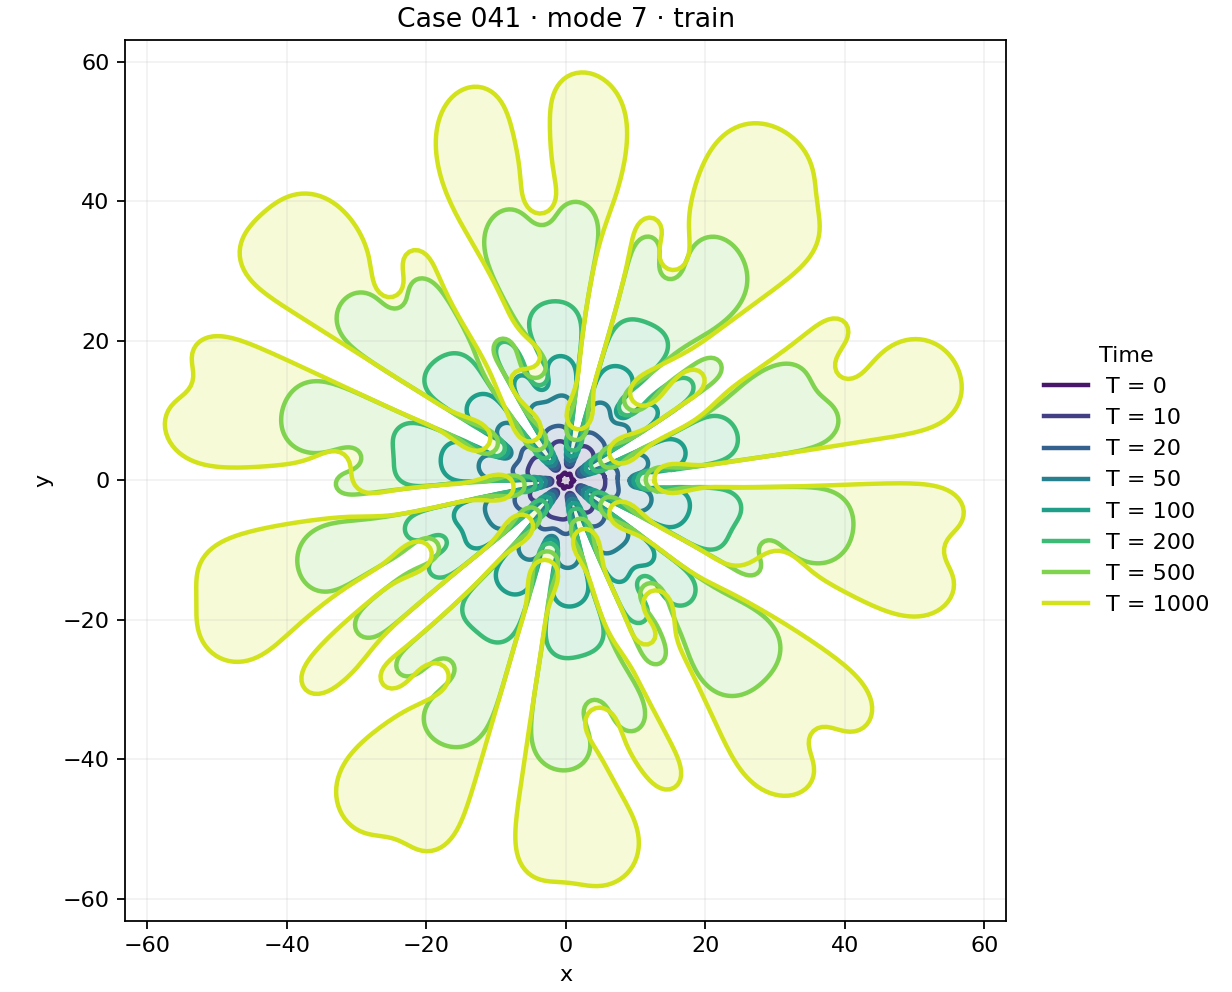 Case 041 · mode 7 · train
60
40
20
0
−20
−40
−60
y
−60
−40
−20
0
20
40
60
x
Time
T = 0
T = 10
T = 20
T = 50
T = 100
T = 200
T = 500
T = 1000